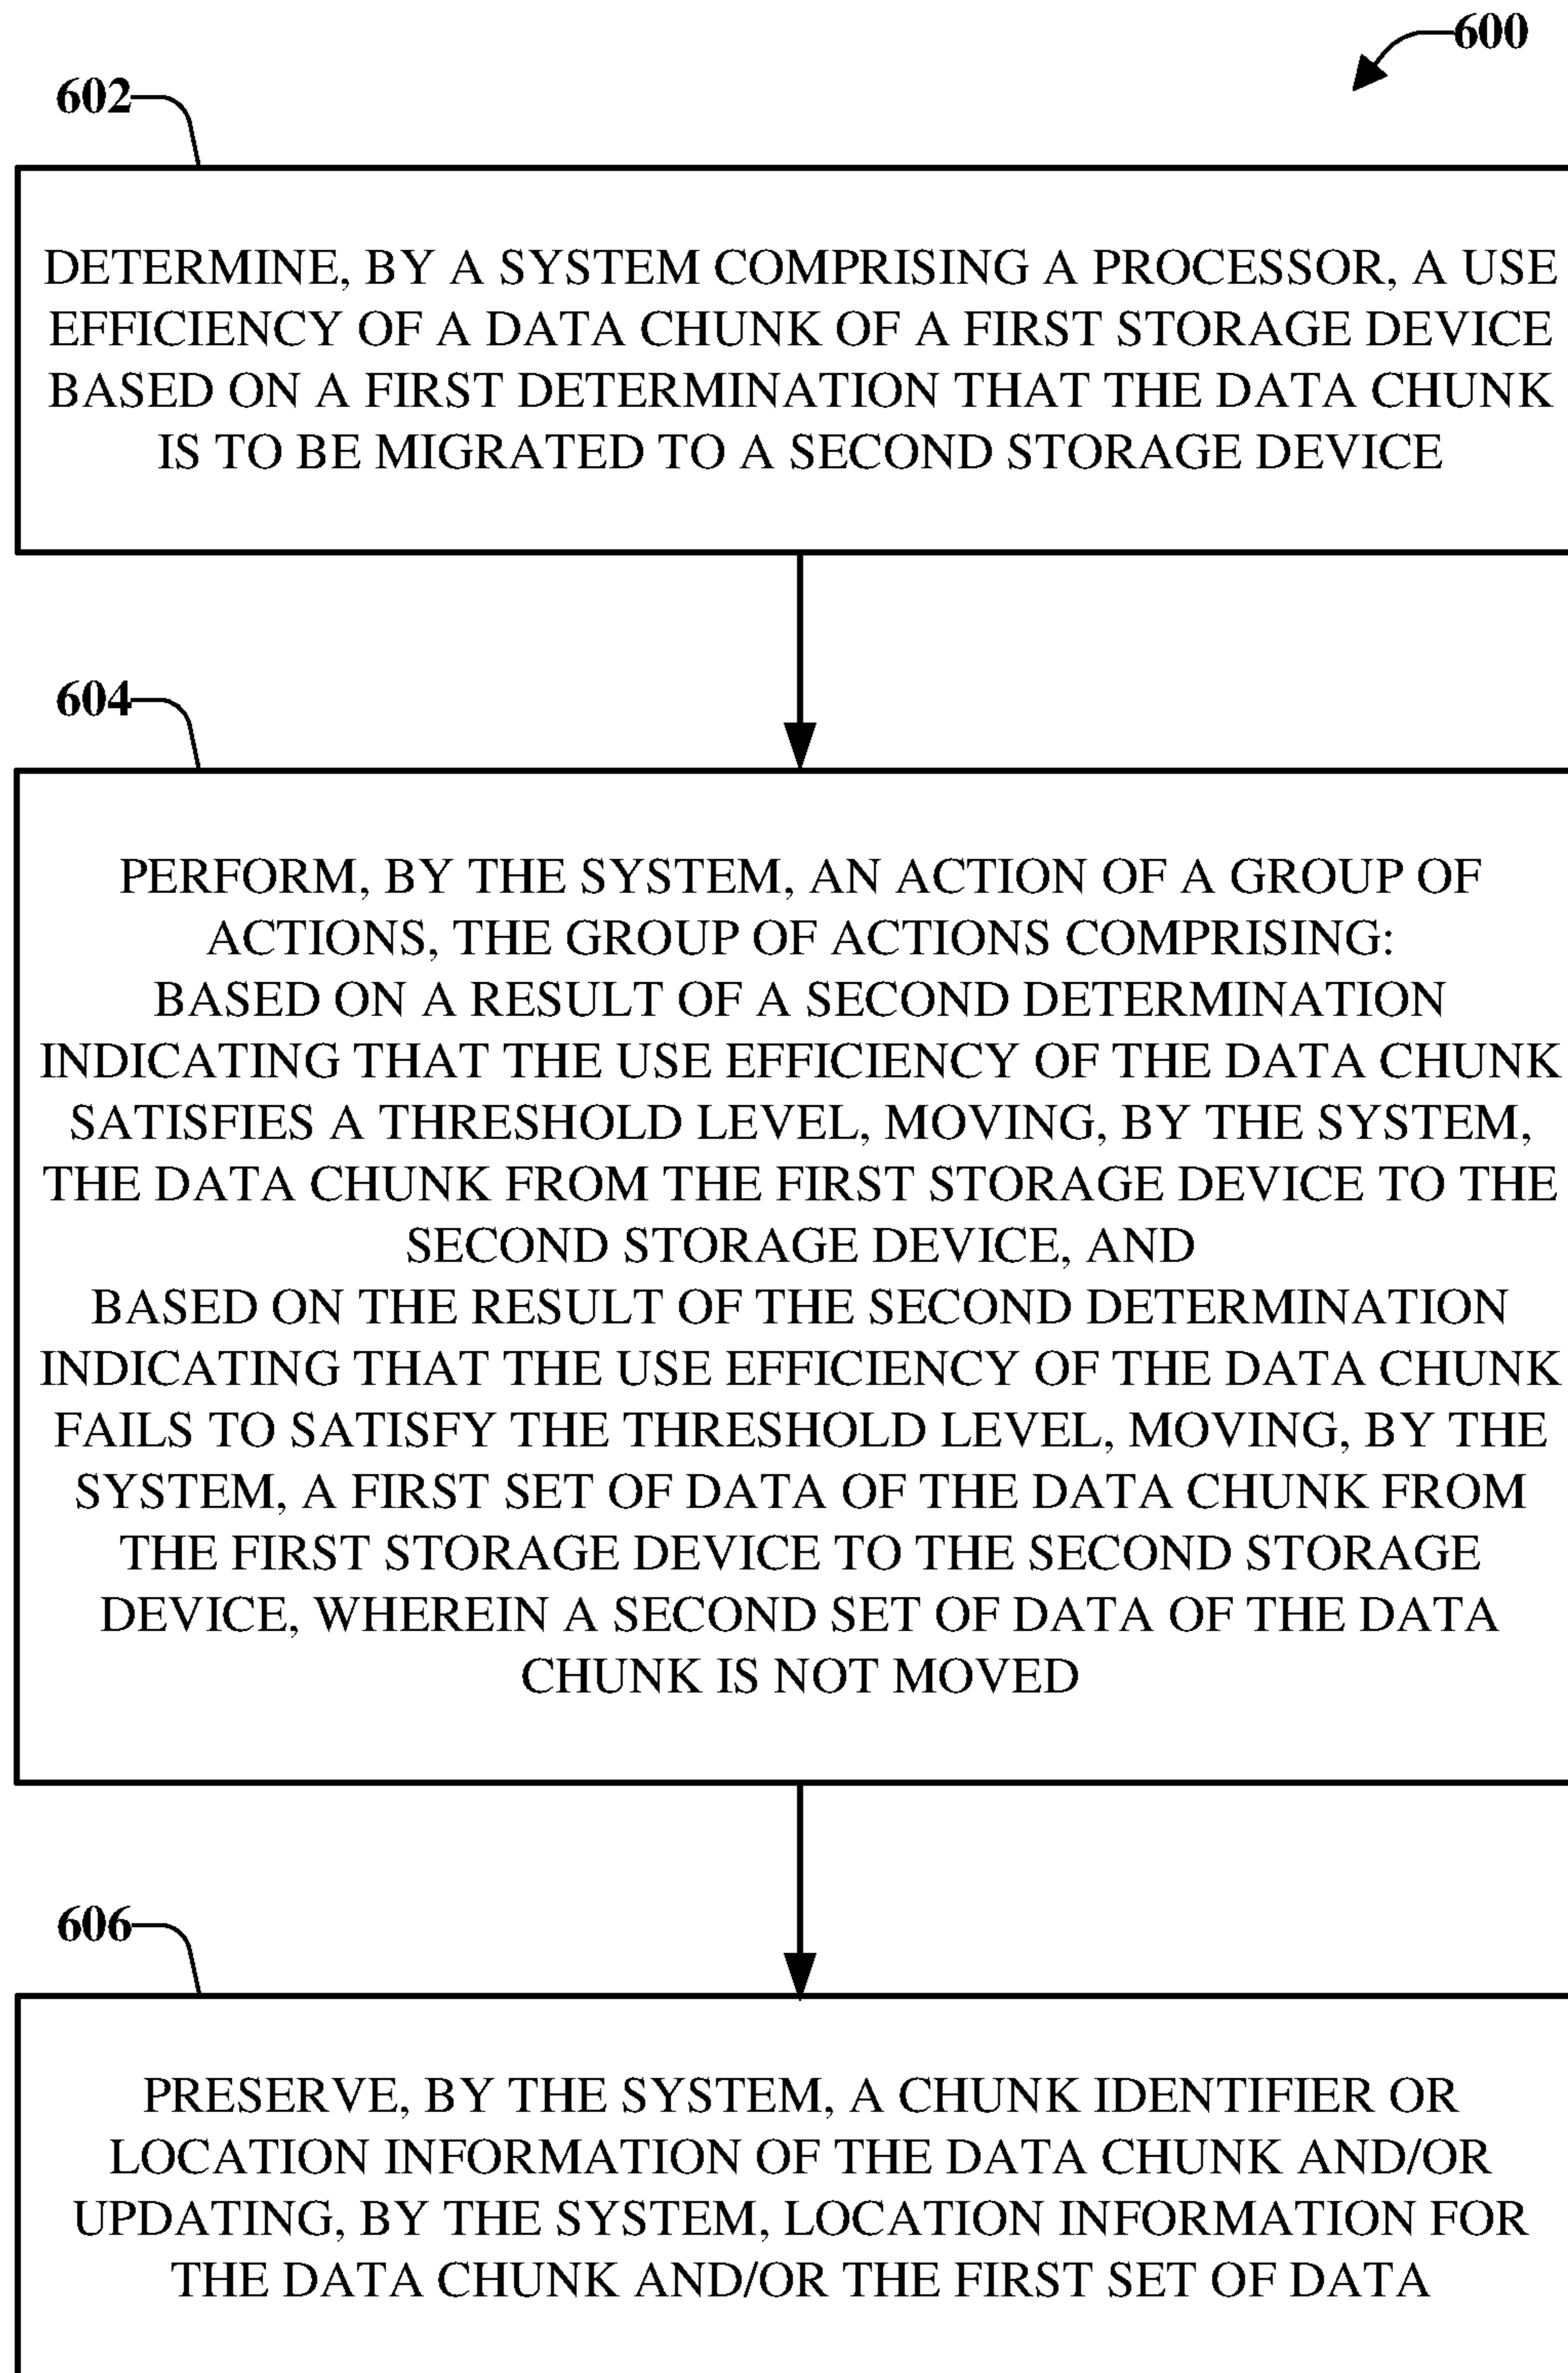 600
602
DETERMINE, BY A SYSTEM COMPRISING A PROCESSOR, A USE
EFFICIENCY OF A DATA CHUNK OF A FIRST STORAGE DEVICE
BASED ON A FIRST DETERMINATION THAT THE DATA CHUNK
IS TO BE MIGRATED TO A SECOND STORAGE DEVICE
604
PERFORM, BY THE SYSTEM, AN ACTION OF A GROUP OF
ACTIONS, THE GROUP OF ACTIONS COMPRISING:
BASED ON A RESULT OF A SECOND DETERMINATION
INDICATING THAT THE USE EFFICIENCY OF THE DATA CHUNK
SATISFIES A THRESHOLD LEVEL, MOVING, BY THE SYSTEM,
THE DATA CHUNK FROM THE FIRST STORAGE DEVICE TO THE
SECOND STORAGE DEVICE, AND
BASED ON THE RESULT OF THE SECOND DETERMINATION
INDICATING THAT THE USE EFFICIENCY OF THE DATA CHUNK
FAILS TO SATISFY THE THRESHOLD LEVEL, MOVING, BY THE
SYSTEM, A FIRST SET OF DATA OF THE DATA CHUNK FROM
THE FIRST STORAGE DEVICE TO THE SECOND STORAGE
DEVICE, WHEREIN A SECOND SET OF DATA OF THE DATA
CHUNK IS NOT MOVED
606
PRESERVE, BY THE SYSTEM, A CHUNK IDENTIFIER OR
LOCATION INFORMATION OF THE DATA CHUNK AND/OR
UPDATING, BY THE SYSTEM, LOCATION INFORMATION FOR
THE DATA CHUNK AND/OR THE FIRST SET OF DATA